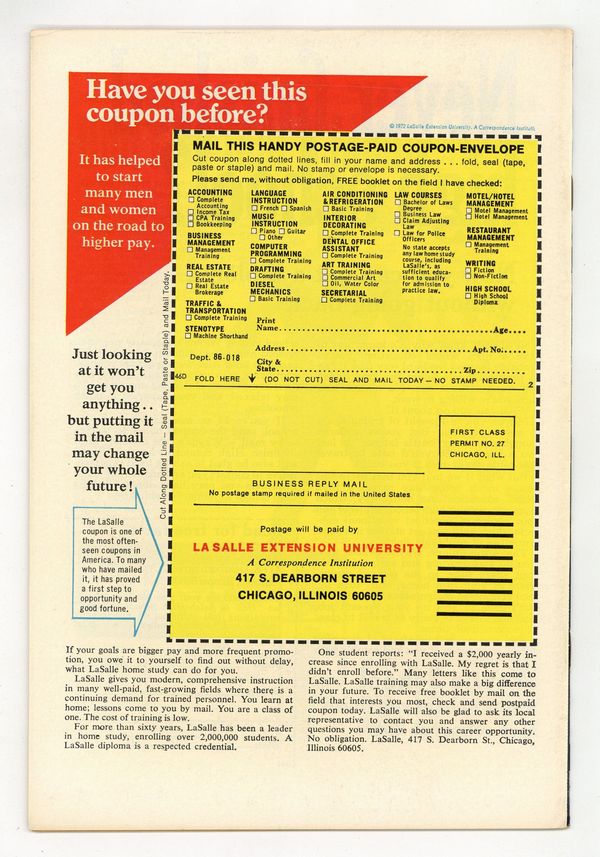 Have you seen this
coupon before?
© 1972 LaSalle Extension University. A Correspondence Institution
It has helped
to start
many men
and women
on the road to
higher pay.
Just looking
at it won't
get you
anything . .
but putting it
in the mail
may change
your whole
future!
The LaSalle
coupon is one of
the most often-
seen coupons in
America. To many
who have mailed
it, it has proved
a first step to
opportunity and
good fortune.
Cut Along Dotted Line — Seal (Tape, Paste or Staple) and Mail Today.
MAIL THIS HANDY POSTAGE-PAID COUPON-ENVELOPE
Cut coupon along dotted lines, fill in your name and address . . . fold, seal (tape,
paste or staple) and mail. No stamp or envelope is necessary.
Please send me, without obligation, FREE booklet on the field I have checked:
ACCOUNTING
☐ Complete
Accounting
☐ Income Tax
☐ CPA Training
☐ Bookkeeping
BUSINESS
MANAGEMENT
☐ Management
Training
REAL ESTATE
☐ Complete Real
Estate
☐ Real Estate
Brokerage
TRAFFIC &
TRANSPORTATION
☐ Complete Training
STENOTYPE
☐ Machine Shorthand
LANGUAGE
INSTRUCTION
☐ French ☐ Spanish
MUSIC
INSTRUCTION
☐ Piano ☐ Guitar
☐ Other
COMPUTER
PROGRAMMING
☐ Complete Training
DRAFTING
☐ Complete Training
DIESEL
MECHANICS
☐ Basic Training
AIR CONDITIONING
& REFRIGERATION
☐ Basic Training
INTERIOR
DECORATING
☐ Complete Training
DENTAL OFFICE
ASSISTANT
☐ Complete Training
ART TRAINING
☐ Complete Training
☐ Commercial Art
☐ Oil, Water Color
SECRETARIAL
☐ Complete Training
LAW COURSES
☐ Bachelor of Laws
Degree
☐ Business Law
☐ Claim Adjusting
Law
☐ Law for Police
Officers
No state accepts
any law home study
course, including
LaSalle's, as
sufficient educa-
tion to qualify
for admission to
practice law.
MOTEL/HOTEL
MANAGEMENT
☐ Motel Management
☐ Hotel Management
RESTAURANT
MANAGEMENT
☐ Management
Training
WRITING
☐ Fiction
☐ Non-Fiction
HIGH SCHOOL
☐ High School
Diploma
Print
Name . . . Age . . .
Address . . . Apt. No. . . .
Dept. 86-018
City &
State . . . Zip . . .
46D FOLD HERE (DO NOT CUT) SEAL AND MAIL TODAY — NO STAMP NEEDED. 2
FIRST CLASS
PERMIT NO. 27
CHICAGO, ILL.
BUSINESS REPLY MAIL
No postage stamp required if mailed in the United States
Postage will be paid by
LA SALLE EXTENSION UNIVERSITY
A Correspondence Institution
417 S. DEARBORN STREET
CHICAGO, ILLINOIS 60605
If your goals are bigger pay and more frequent promo-
tion, you owe it to yourself to find out without delay,
what LaSalle home study can do for you.
LaSalle gives you modern, comprehensive instruction
in many well-paid, fast-growing fields where there is a
continuing demand for trained personnel. You learn at
home; lessons come to you by mail. You are a class of
one. The cost of training is low.
For more than sixty years, LaSalle has been a leader
in home study, enrolling over 2,000,000 students. A
LaSalle diploma is a respected credential.
One student reports: "I received a $2,000 yearly in-
crease since enrolling with LaSalle. My regret is that I
didn't enroll before." Many letters like this come to
LaSalle. LaSalle training may also make a big difference
in your future. To receive free booklet by mail on the
field that interests you most, check and send postpaid
coupon today. LaSalle will also be glad to ask its local
representative to contact you and answer any other
questions you may have about this career opportunity.
No obligation. LaSalle, 417 S. Dearborn St., Chicago,
Illinois 60605.